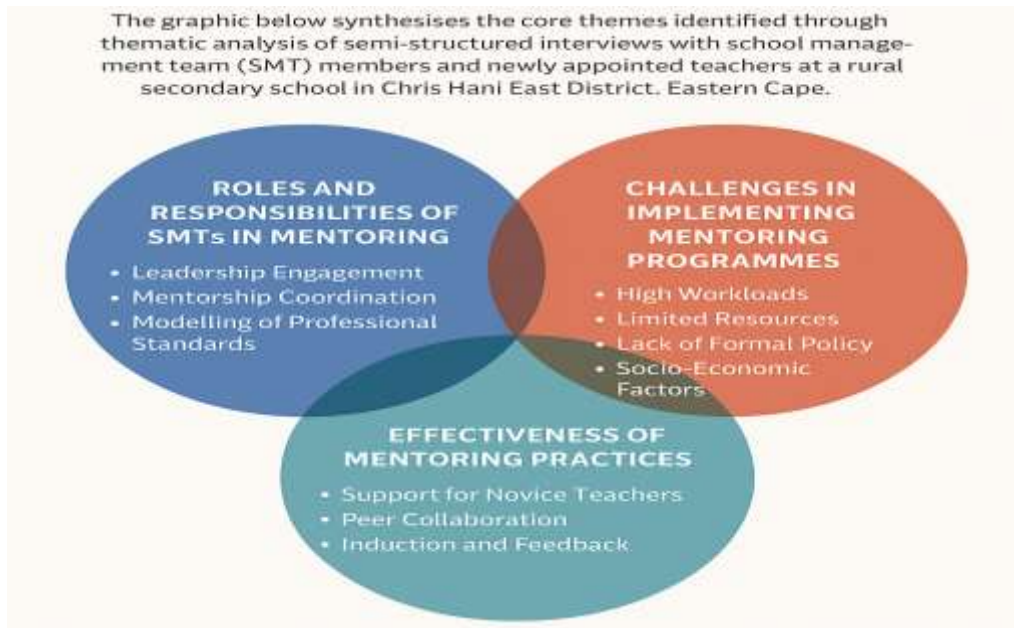 The graphic below synthesises the core themes identified through
thematic analysis of semi-structured interviews with school manage-
ment team (SMT) members and newly appointed teachers at a rural
secondary school in Chris Hani East District. Eastern Cape.
ROLES AND
RESPONSIBILITIES OF
SMTs IN MENTORING
• Leadership Engagement
• Mentorship Coordination
• Modelling of Professional
Standards
CHALLENGES IN
IMPLEMENTING
MENTORING
PROGRAMMES
• High Workloads
• Limited Resources
• Lack of Formal Policy
• Socio-Economic
Factors
EFFECTIVENESS OF
MENTORING PRACTICES
• Support for Novice Teachers
• Peer Collaboration
• Induction and Feedback